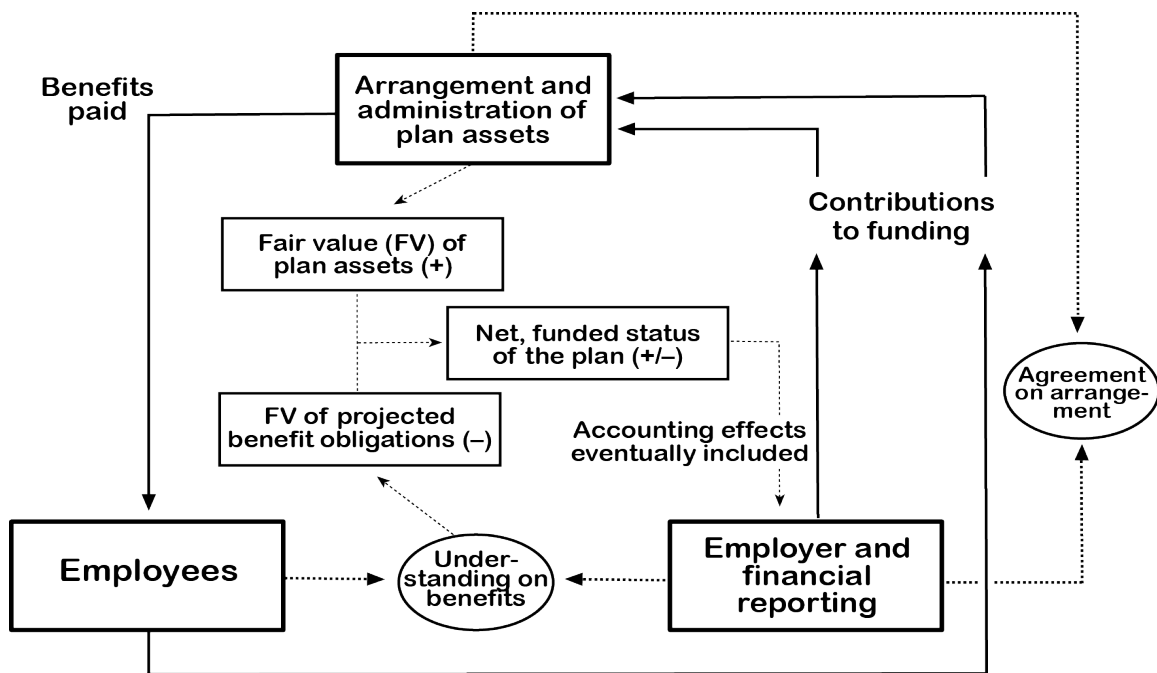 Benefits
paid
Arrangement and
administration of
plan assets
Contributions
to funding
Fair value (FV) of
plan assets (+)
Net, funded status
of the plan (+/–)
Agreement
on arrange-
ment
FV of projected
benefit obligations (–)
Accounting effects
eventually included
Employees
Under-
standing on
benefits
Employer and
financial
reporting